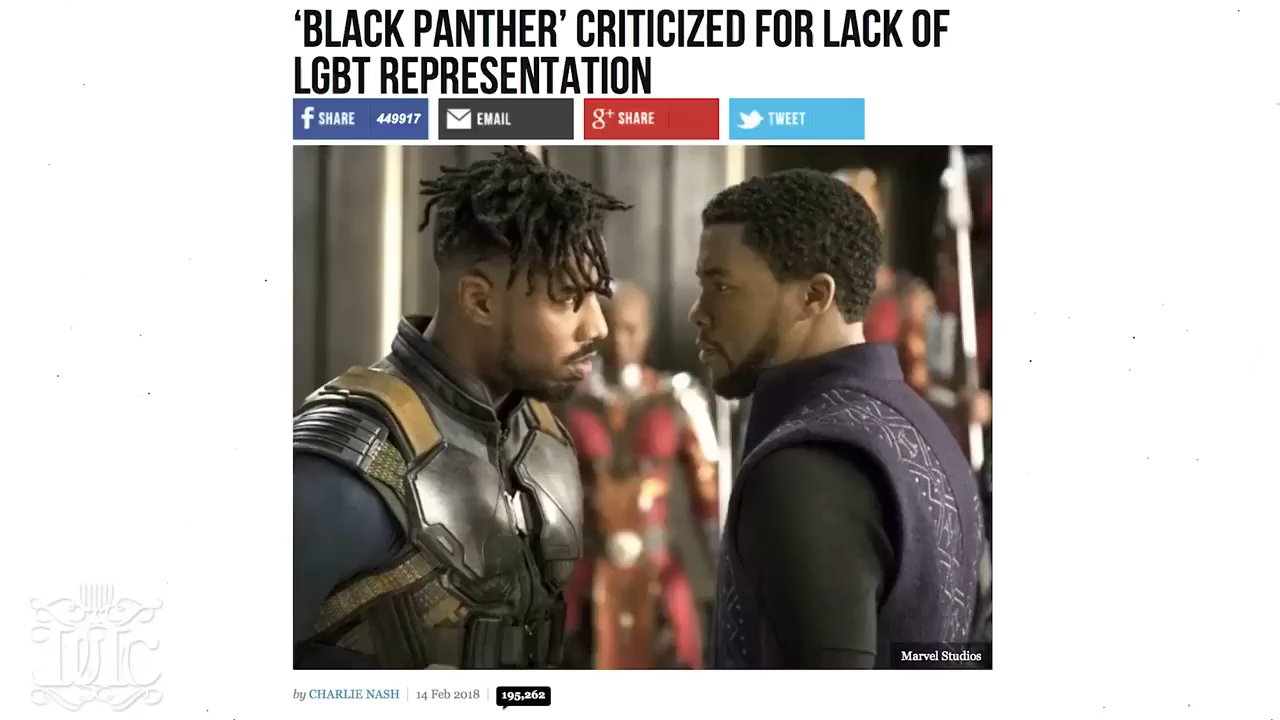 ‘BLACK PANTHER’ CRITICIZED FOR LACK OF
LGBT REPRESENTATION
f SHARE 449917
EMAIL
g+ SHARE
TWEET
Marvel Studios
by CHARLIE NASH | 14 Feb 2018 | 195,262